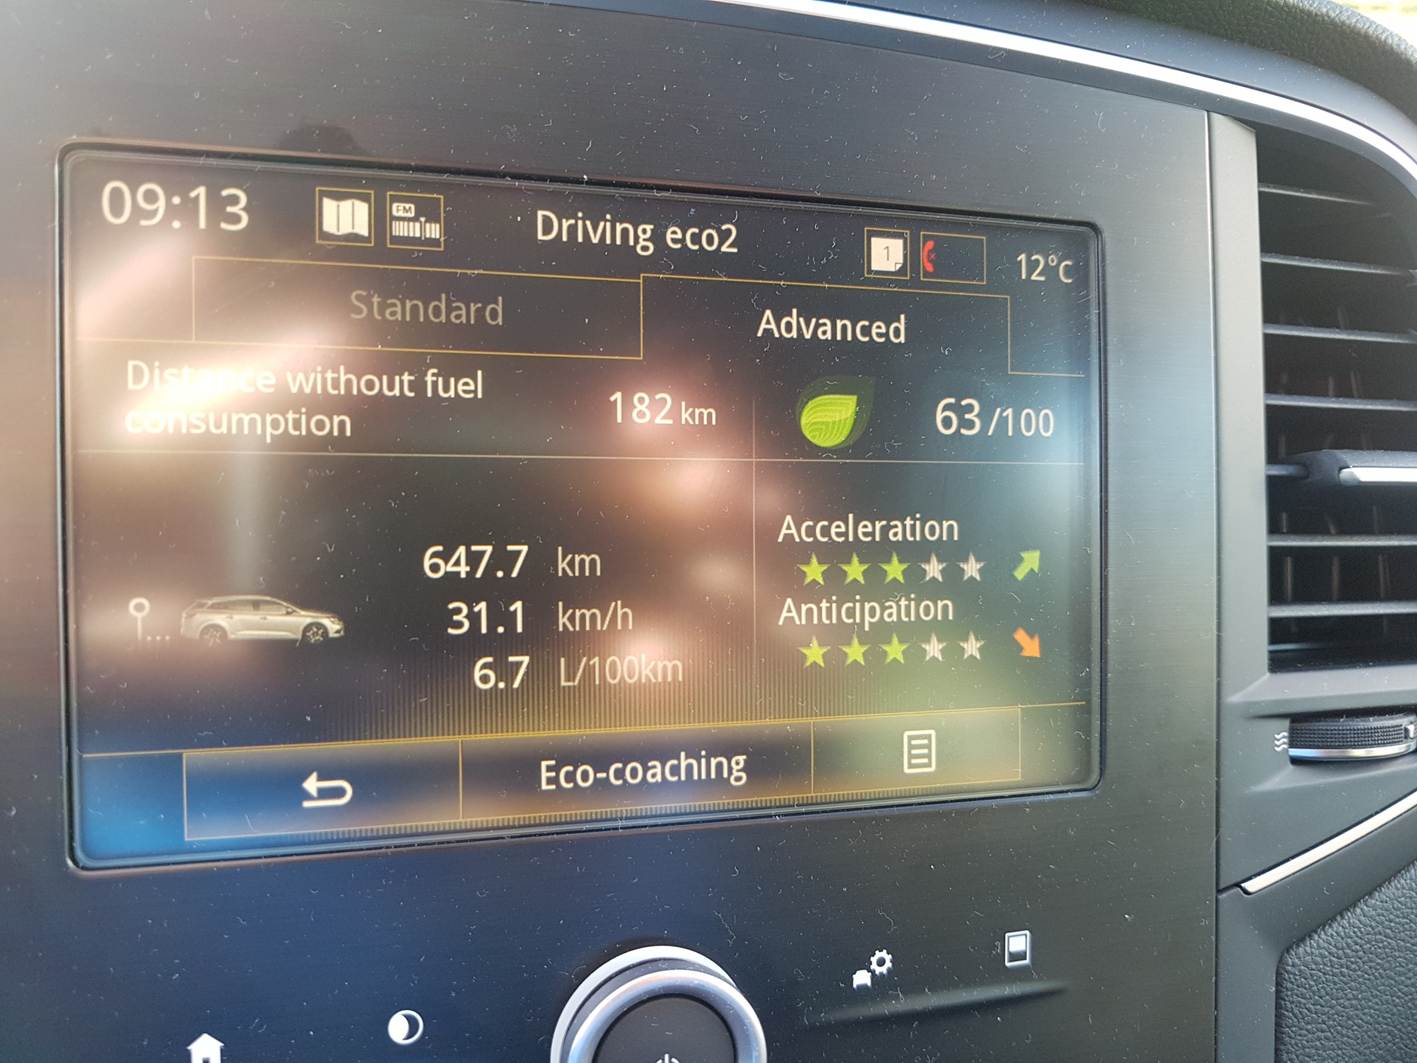 09:13
FM
Driving eco2
1
12°C
Standard
Advanced
Distance without fuel
consumption
182 km
63/100
647.7 km
31.1 km/h
6.7 L/100km
Acceleration
Anticipation
Eco-coaching